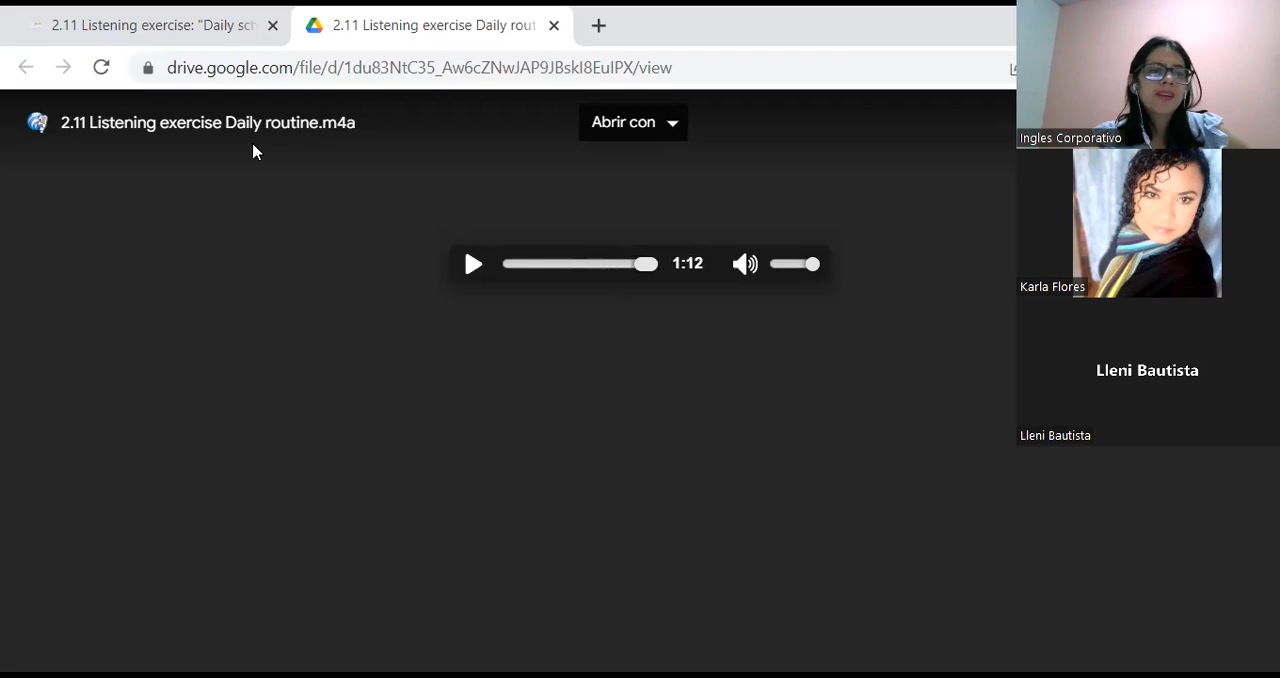 2.11 Listening exercise: "Daily sch
2.11 Listening exercise Daily rout
drive.google.com/file/d/1du83NtC35_Aw6cZNwJAP9JBskI8EuIPX/view
2.11 Listening exercise Daily routine.m4a
Abrir con
1:12
Ingles Corporativo
Karla Flores
Lleni Bautista
Lleni Bautista